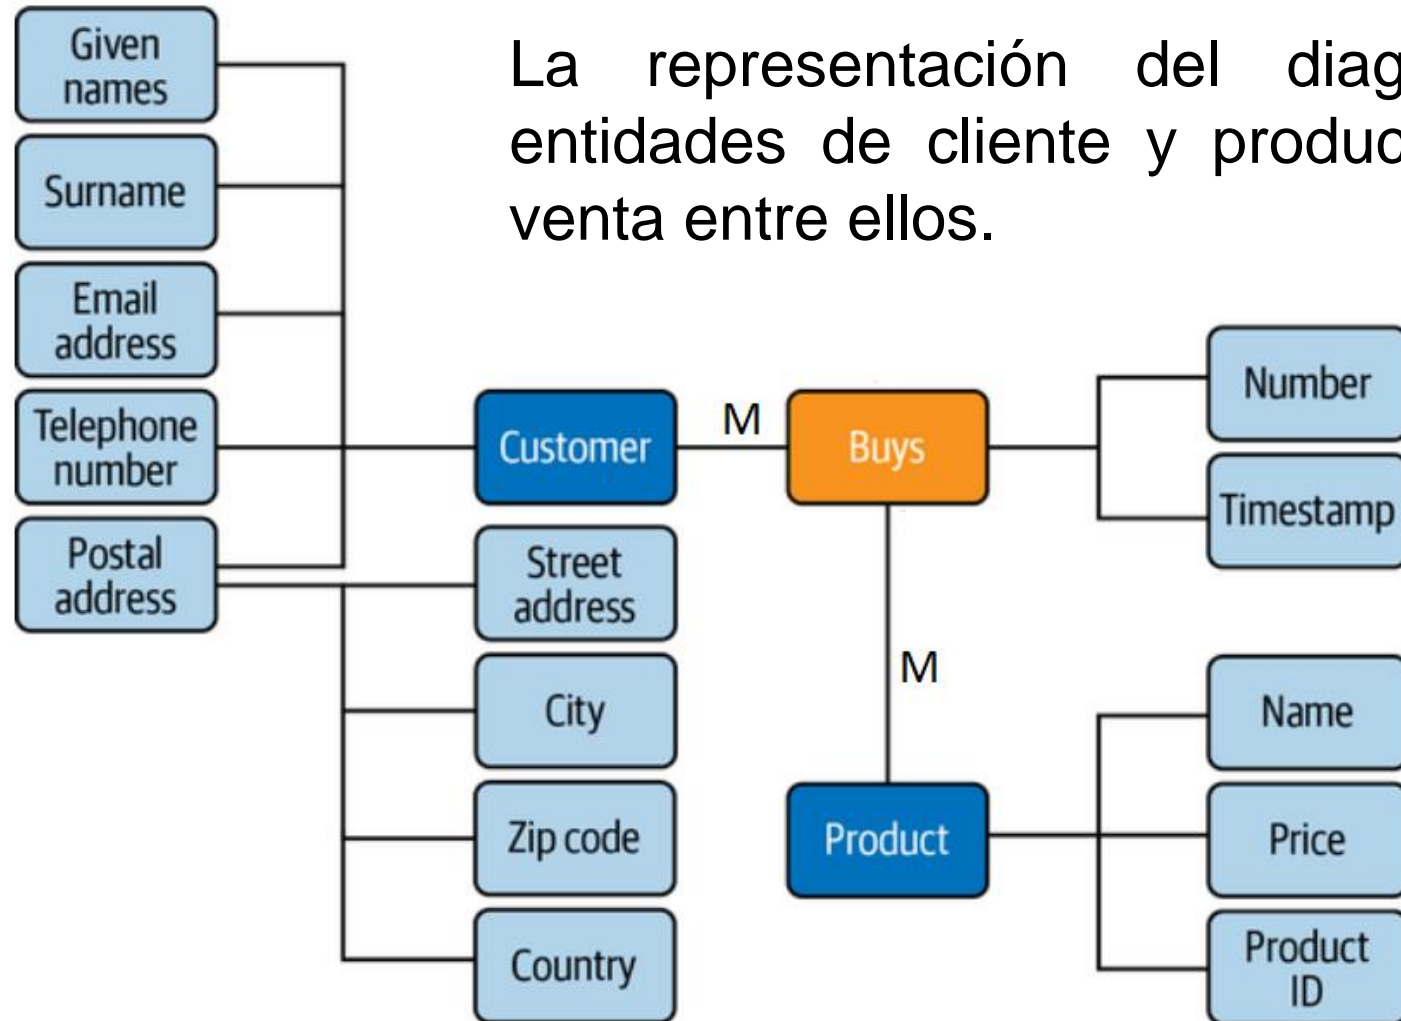 La representación del diag
entidades de cliente y produc
venta entre ellos.
Given
names
Surname
Email
address
Telephone
number
Postal
address
Customer
M
Buys
Number
Timestamp
Street
address
City
Zip code
Country
M
Product
Name
Price
Product
ID